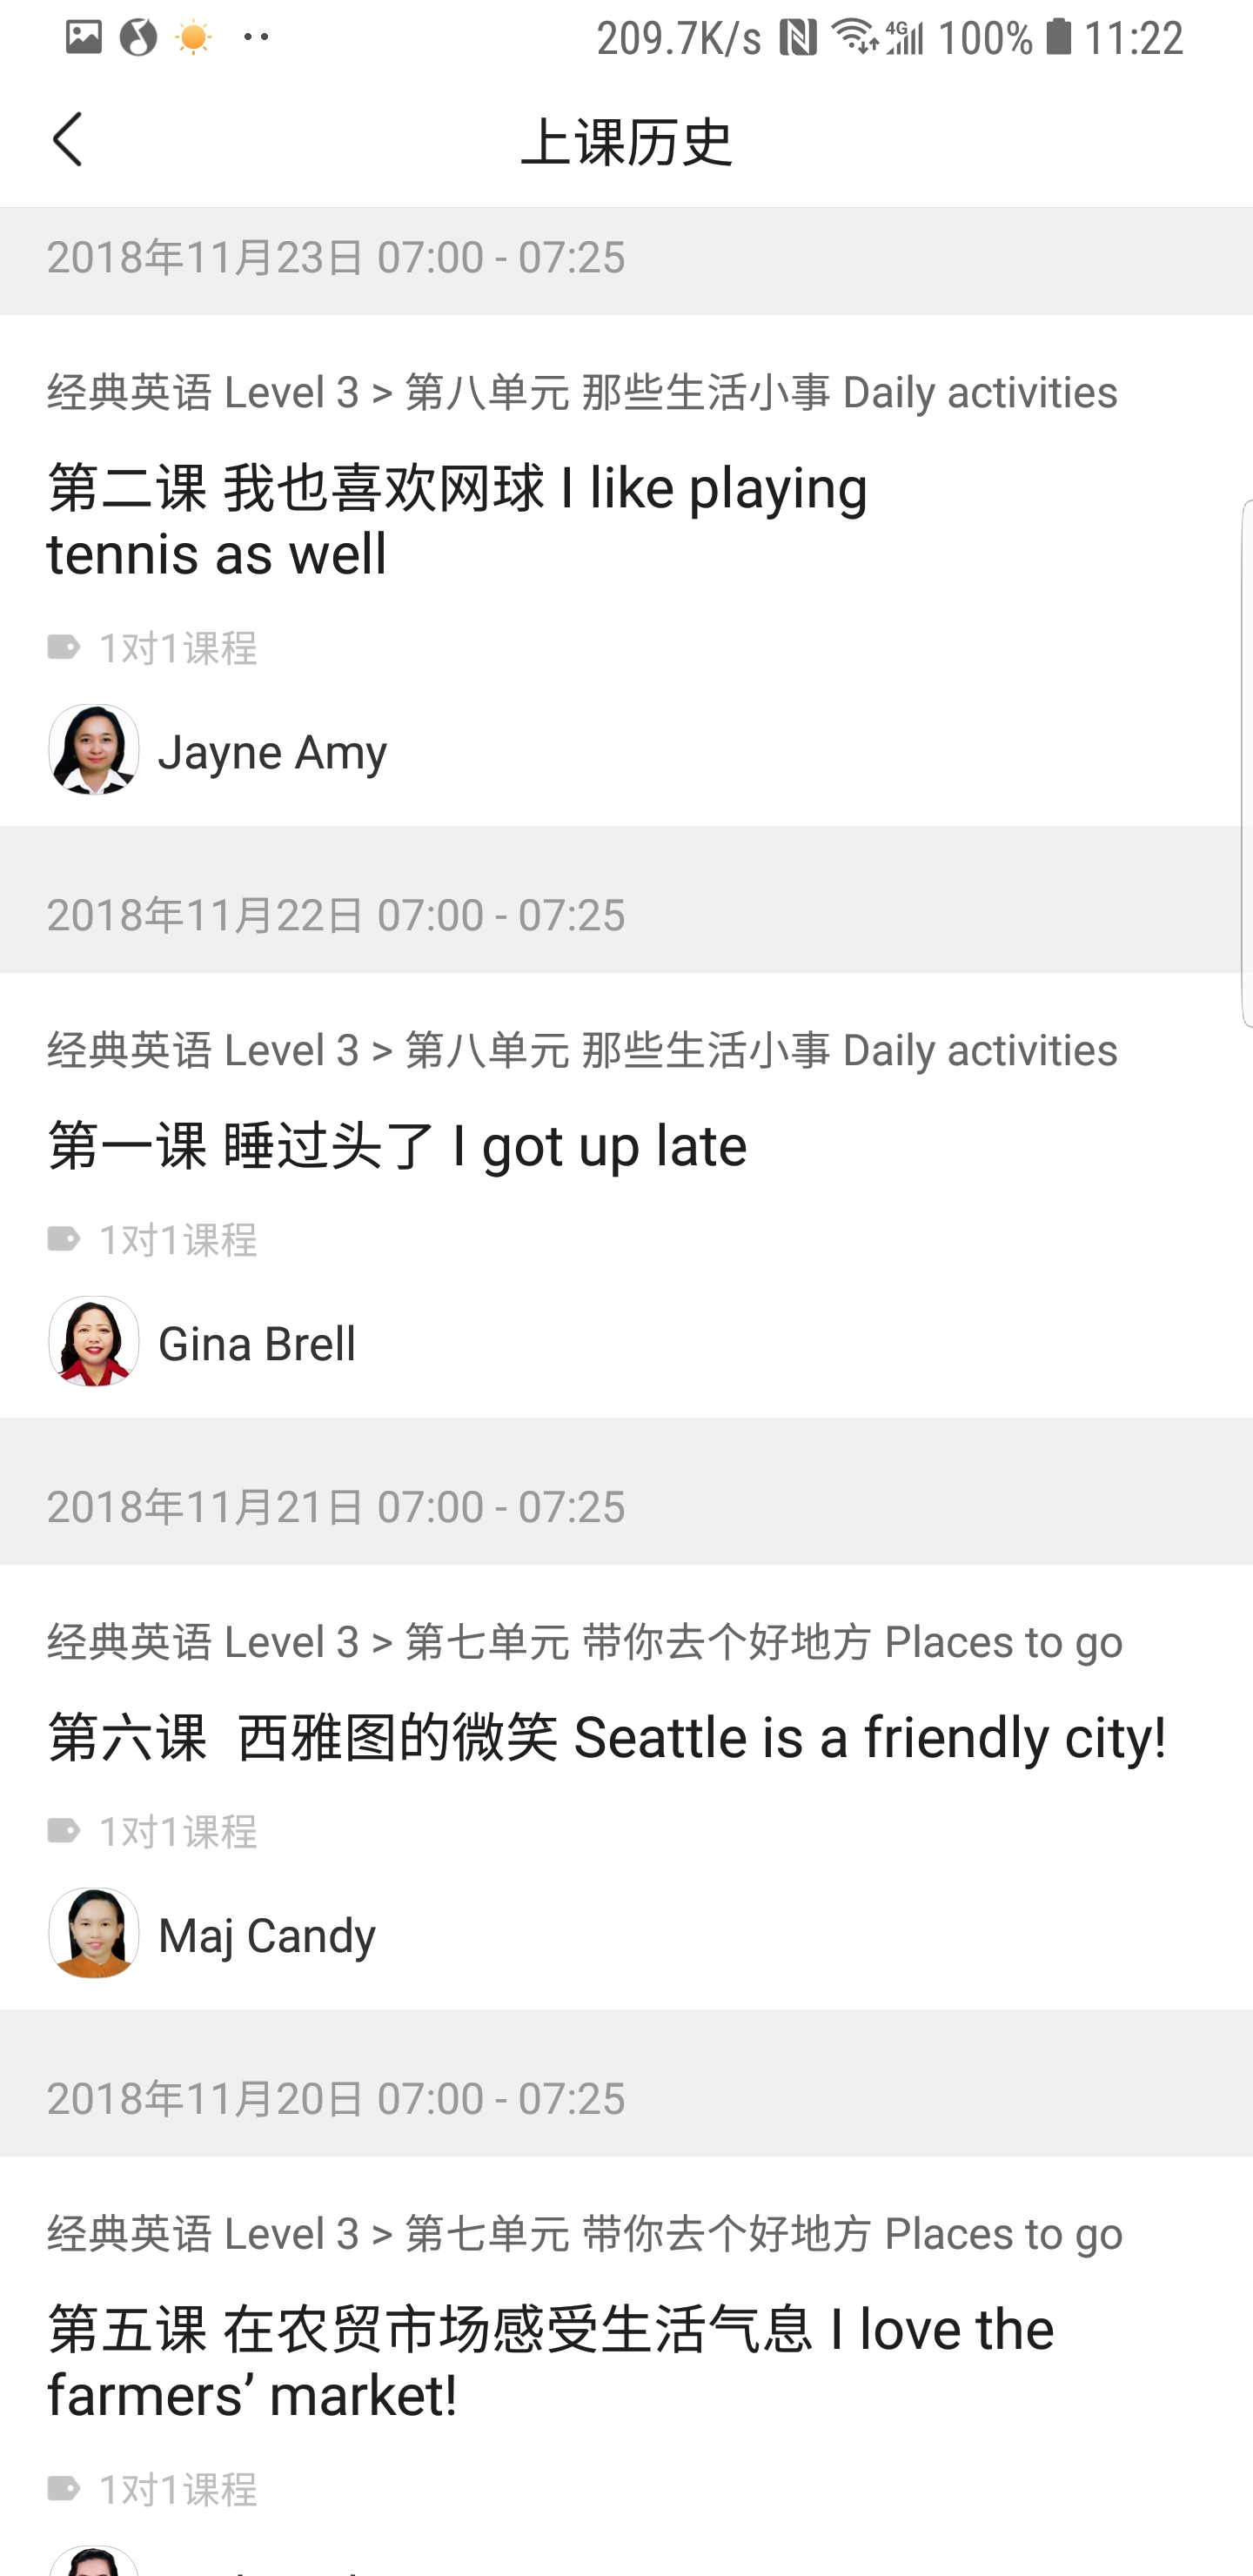 209.7K/s 4G 100% 11:22
上课历史
2018年11月23日 07:00 - 07:25
经典英语 Level 3 > 第八单元 那些生活小事 Daily activities
第二课 我也喜欢网球 I like playing
tennis as well
1对1课程
Jayne Amy
2018年11月22日 07:00 - 07:25
经典英语 Level 3 > 第八单元 那些生活小事 Daily activities
第一课 睡过头了 I got up late
1对1课程
Gina Brell
2018年11月21日 07:00 - 07:25
经典英语 Level 3 > 第七单元 带你去个好地方 Places to go
第六课  西雅图的微笑 Seattle is a friendly city!
1对1课程
Maj Candy
2018年11月20日 07:00 - 07:25
经典英语 Level 3 > 第七单元 带你去个好地方 Places to go
第五课 在农贸市场感受生活气息 I love the
farmers’ market!
1对1课程